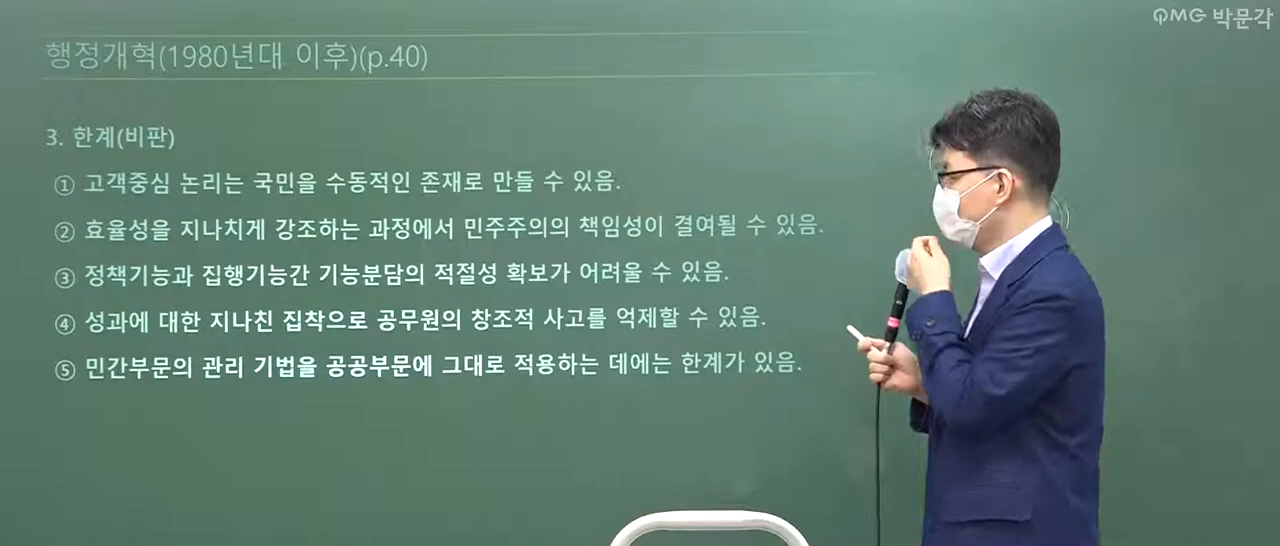 PMG 박문각
행정개혁(1980년대 이후)(p.40)
3. 한계(비판)
① 고객중심 논리는 국민을 수동적인 존재로 만들 수 있음.
② 효율성을 지나치게 강조하는 과정에서 민주주의의 책임성이 결여될 수 있음.
③ 정책기능과 집행기능간 기능분담의 적절성 확보가 어려울 수 있음.
④ 성과에 대한 지나친 집착으로 공무원의 창조적 사고를 억제할 수 있음.
⑤ 민간부문의 관리 기법을 공공부문에 그대로 적용하는 데에는 한계가 있음.